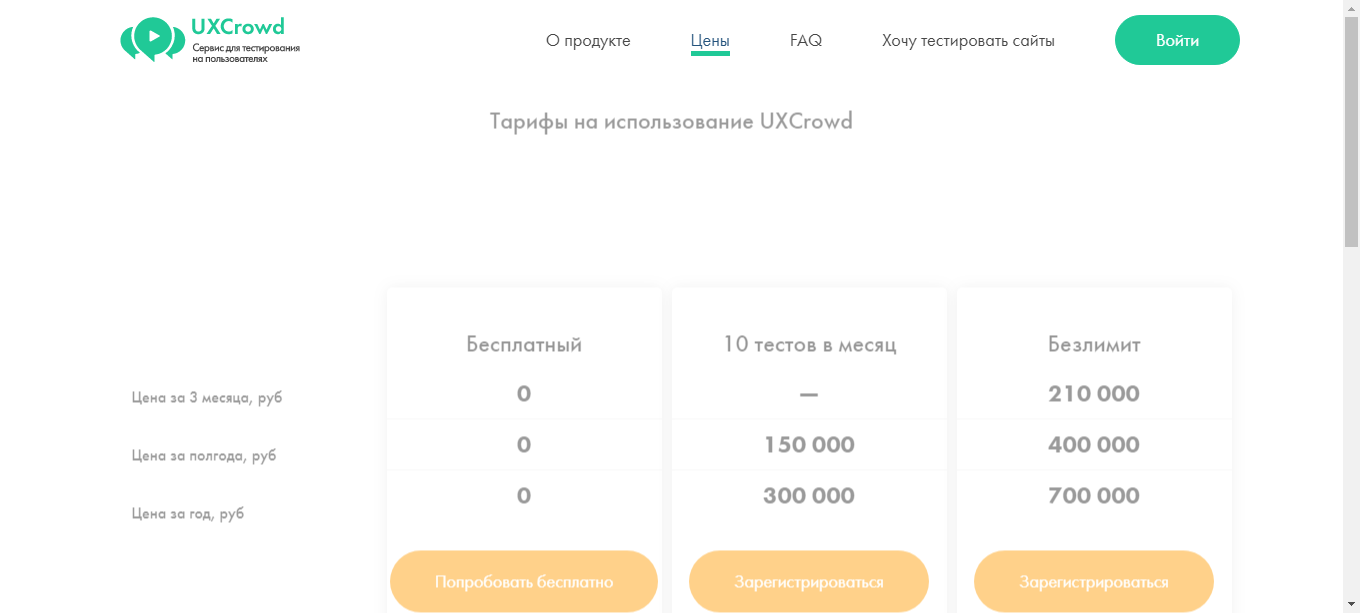 UXCrowd
Сервис для тестирования
на пользователях
О продукте
Цены
FAQ
Хочу тестировать сайты
Войти
Тарифы на использование UXCrowd
Бесплатный
10 тестов в месяц
Безлимит
Цена за 3 месяца, руб
0
—
210 000
Цена за полгода, руб
0
150 000
400 000
Цена за год, руб
0
300 000
700 000
Попробовать бесплатно
Зарегистрироваться
Зарегистрироваться